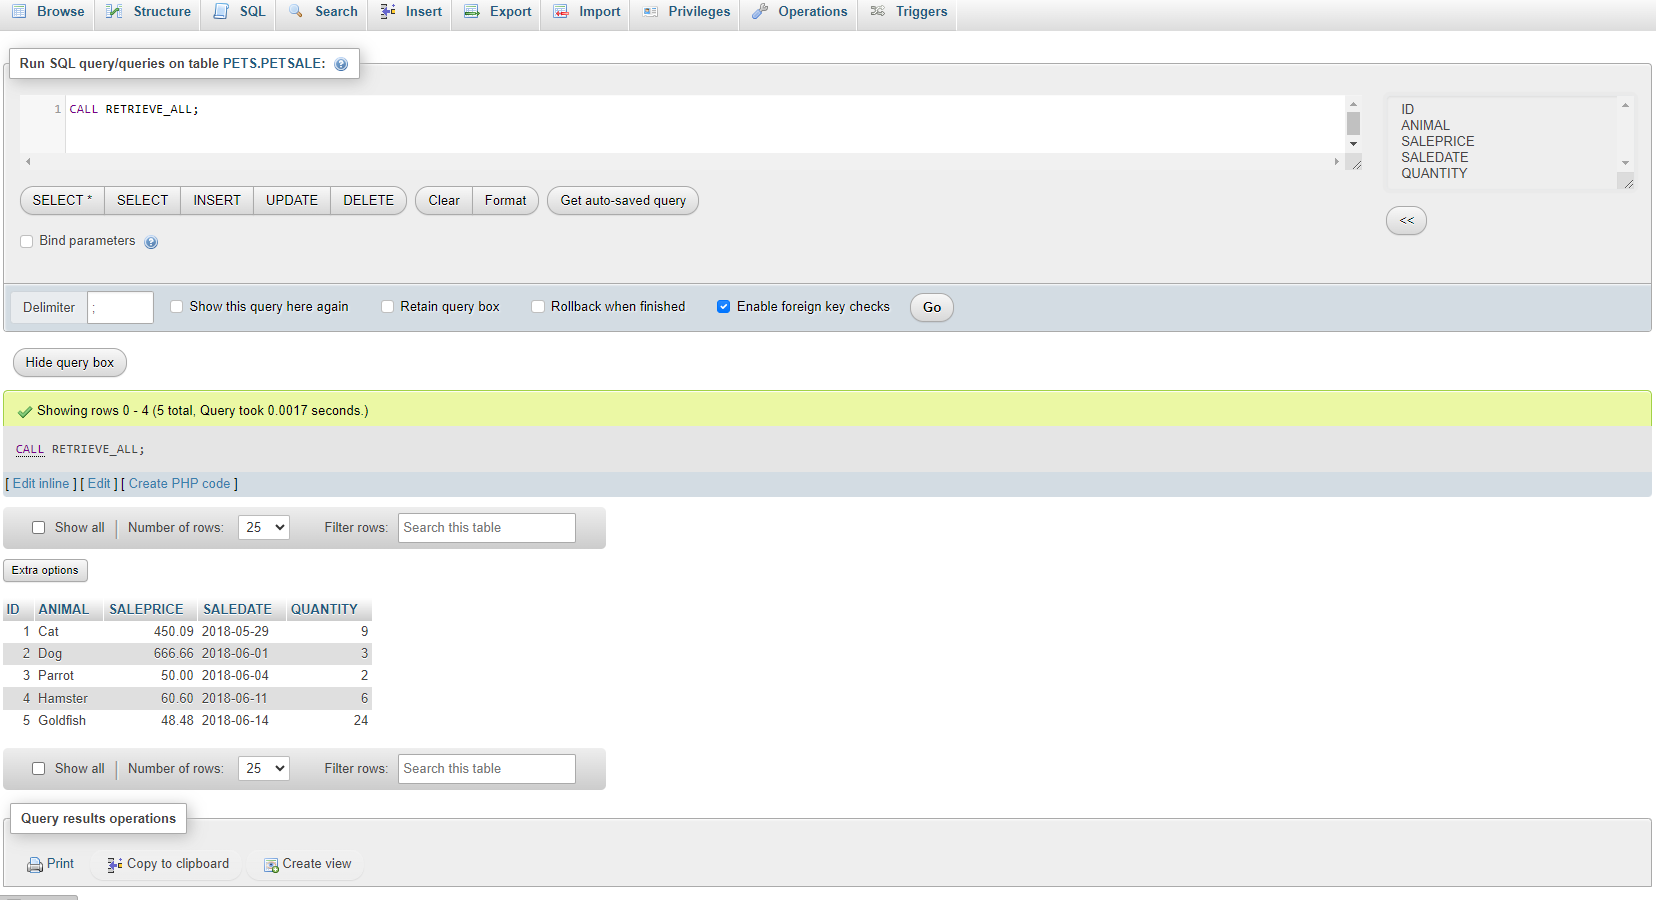 Browse Structure SQL Search Insert Export Import Privileges Operations Triggers
Run SQL query/queries on table PETS.PETSALE:
1 CALL RETRIEVE_ALL;
ID
ANIMAL
SALEPRICE
SALEDATE
QUANTITY
SELECT * SELECT INSERT UPDATE DELETE Clear Format Get auto-saved query
<<
Bind parameters
Delimiter ; Show this query here again Retain query box Rollback when finished Enable foreign key checks Go
Hide query box
Showing rows 0 - 4 (5 total, Query took 0.0017 seconds.)
CALL RETRIEVE_ALL;
[ Edit inline ] [ Edit ] [ Create PHP code ]
Show all | Number of rows: 25 Filter rows: Search this table
Extra options
ID ANIMAL SALEPRICE SALEDATE QUANTITY
1 Cat 450.09 2018-05-29 9
2 Dog 666.66 2018-06-01 3
3 Parrot 50.00 2018-06-04 2
4 Hamster 60.60 2018-06-11 6
5 Goldfish 48.48 2018-06-14 24
Show all | Number of rows: 25 Filter rows: Search this table
Query results operations
Print Copy to clipboard Create view